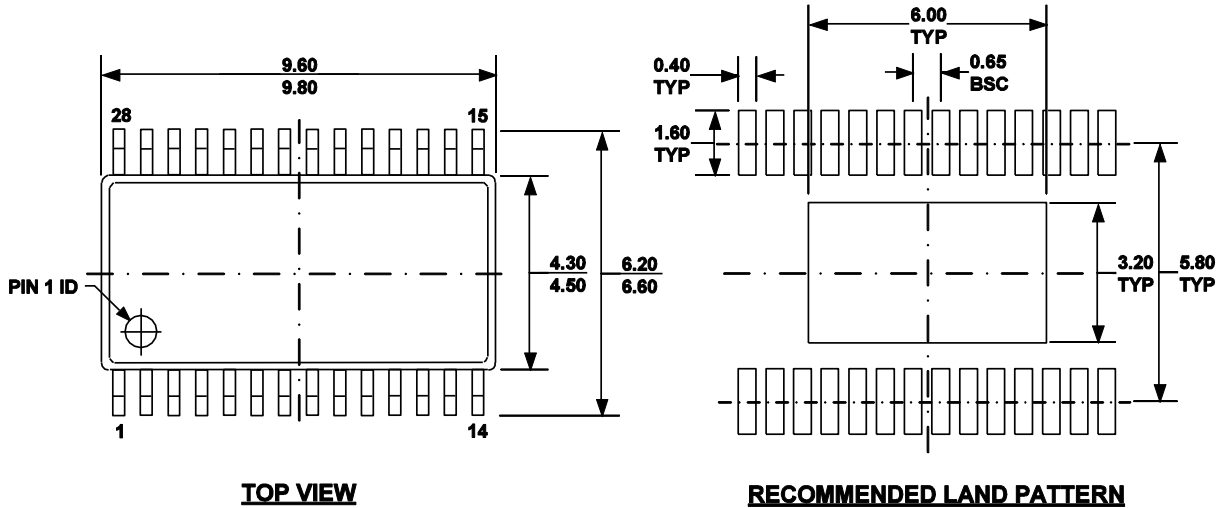 9.60
9.80
28
15
4.30
4.50
6.20
6.60
PIN 1 ID
1
14
TOP VIEW
6.00
TYP
0.40
TYP
0.65
BSC
1.60
TYP
3.20
TYP
5.80
TYP
RECOMMENDED LAND PATTERN